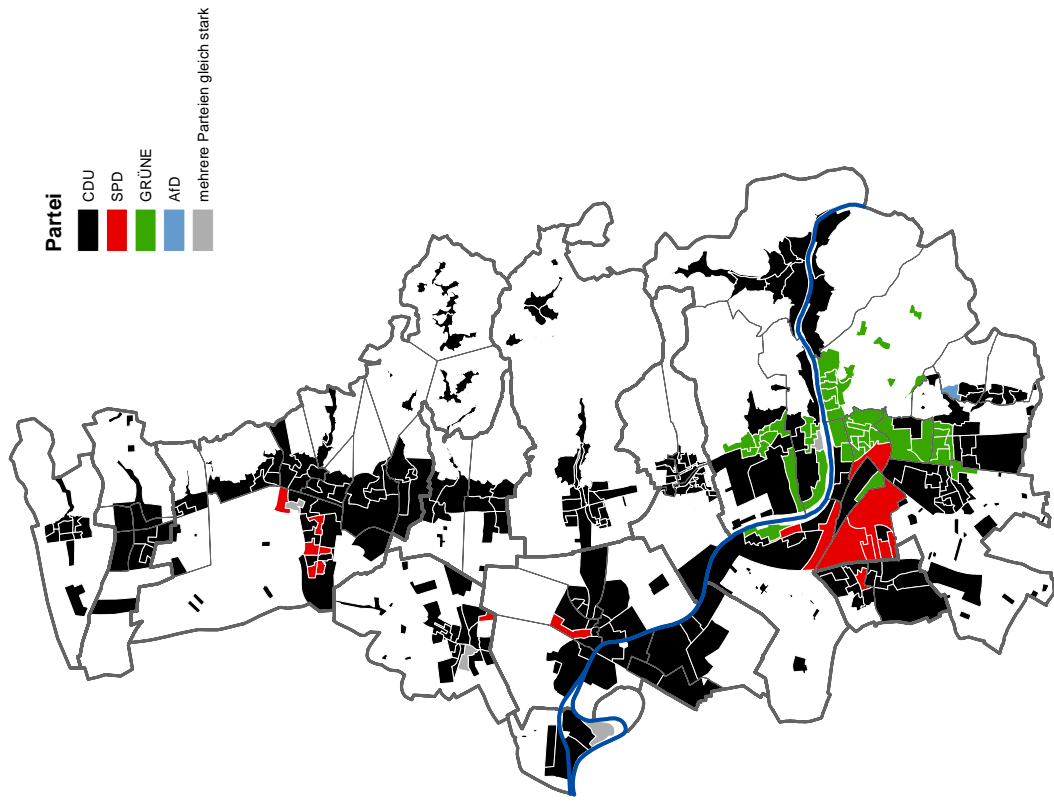 Partei
CDU
SPD
GRÜNE
AfD
mehrere Parteien gleich stark